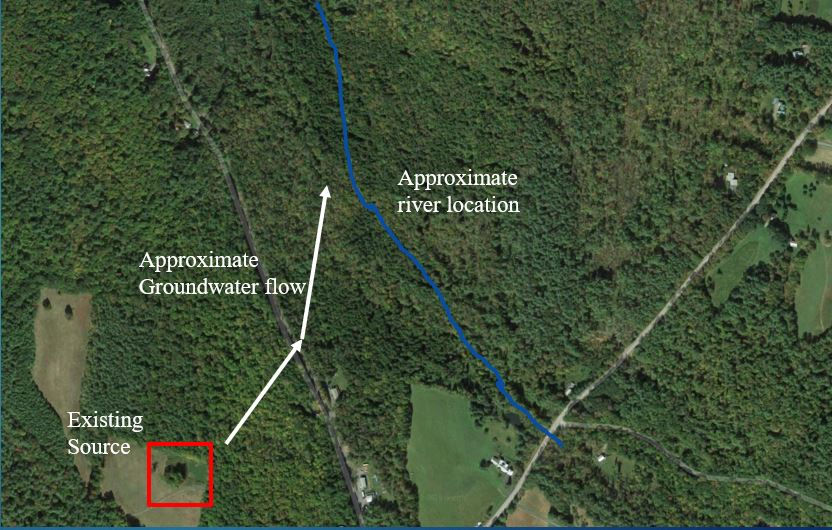 Approximate
river location
Approximate
Groundwater flow
Existing
Source